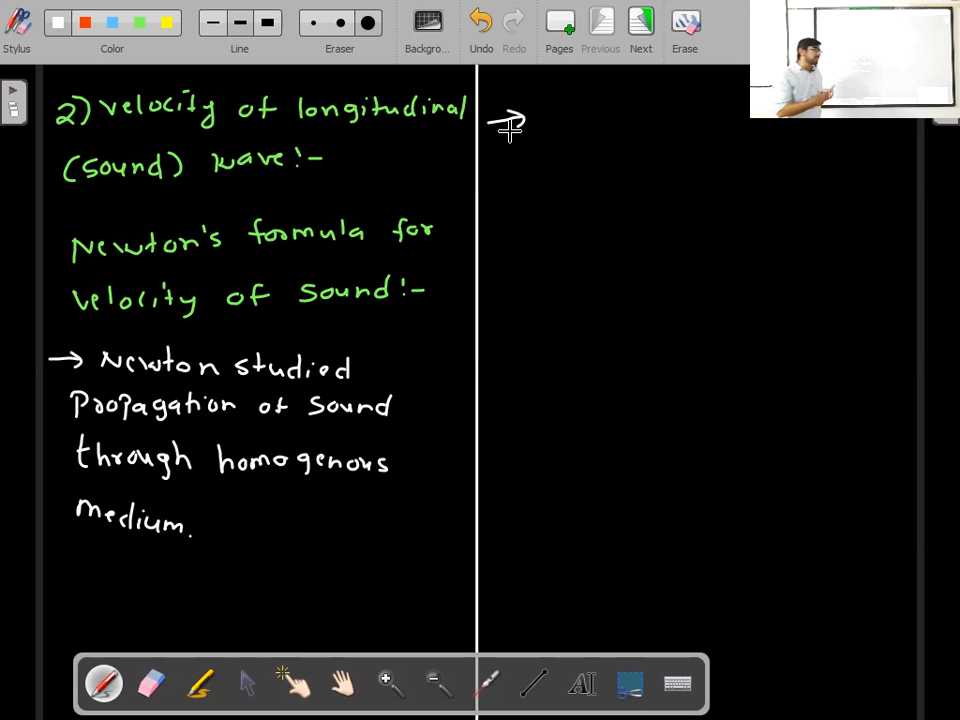 Stylus
Color
Line
Eraser
Backgro...
Undo
Redo
Pages
Previous
Next
Erase
2) velocity of longitudinal
(sound) wave:-
Newton's formula for
velocity of sound:-
→ Newton studied
Propagation of sound
through homogenous
medium.
→